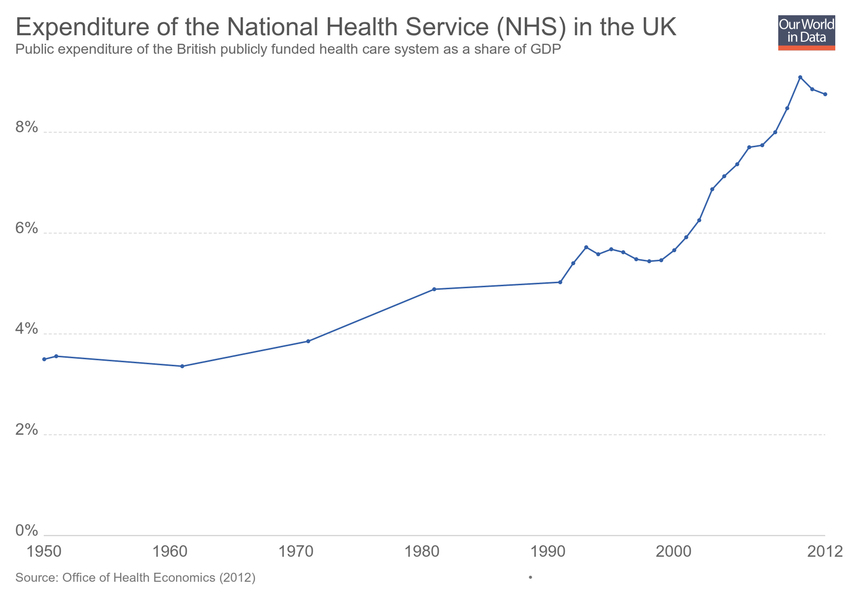 Expenditure of the National Health Service (NHS) in the UK
Public expenditure of the British publicly funded health care system as a share of GDP
Our World
in Data
8%
6%
4%
2%
0%
1950 1960 1970 1980 1990 2000 2012
Source: Office of Health Economics (2012)